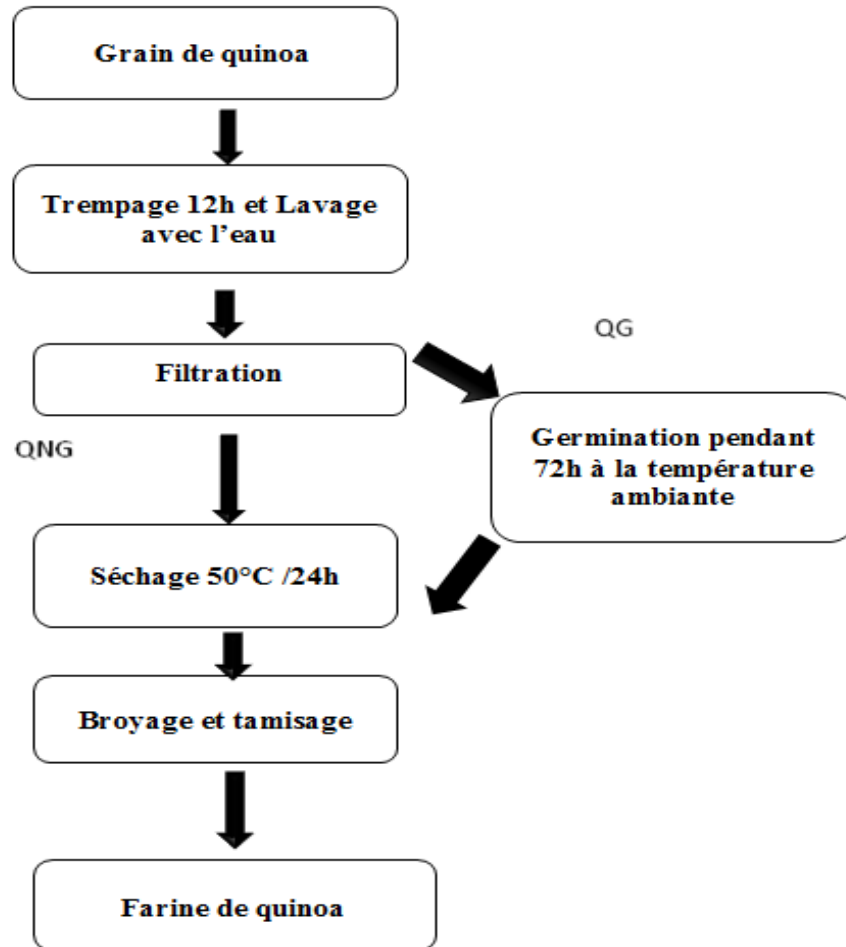 Grain de quinoa
Trempage 12h et Lavage
avec l'eau
Filtration
QG
QNG
Germination pendant
72h à la température
ambiante
Séchage 50°C /24h
Broyage et tamisage
Farine de quinoa